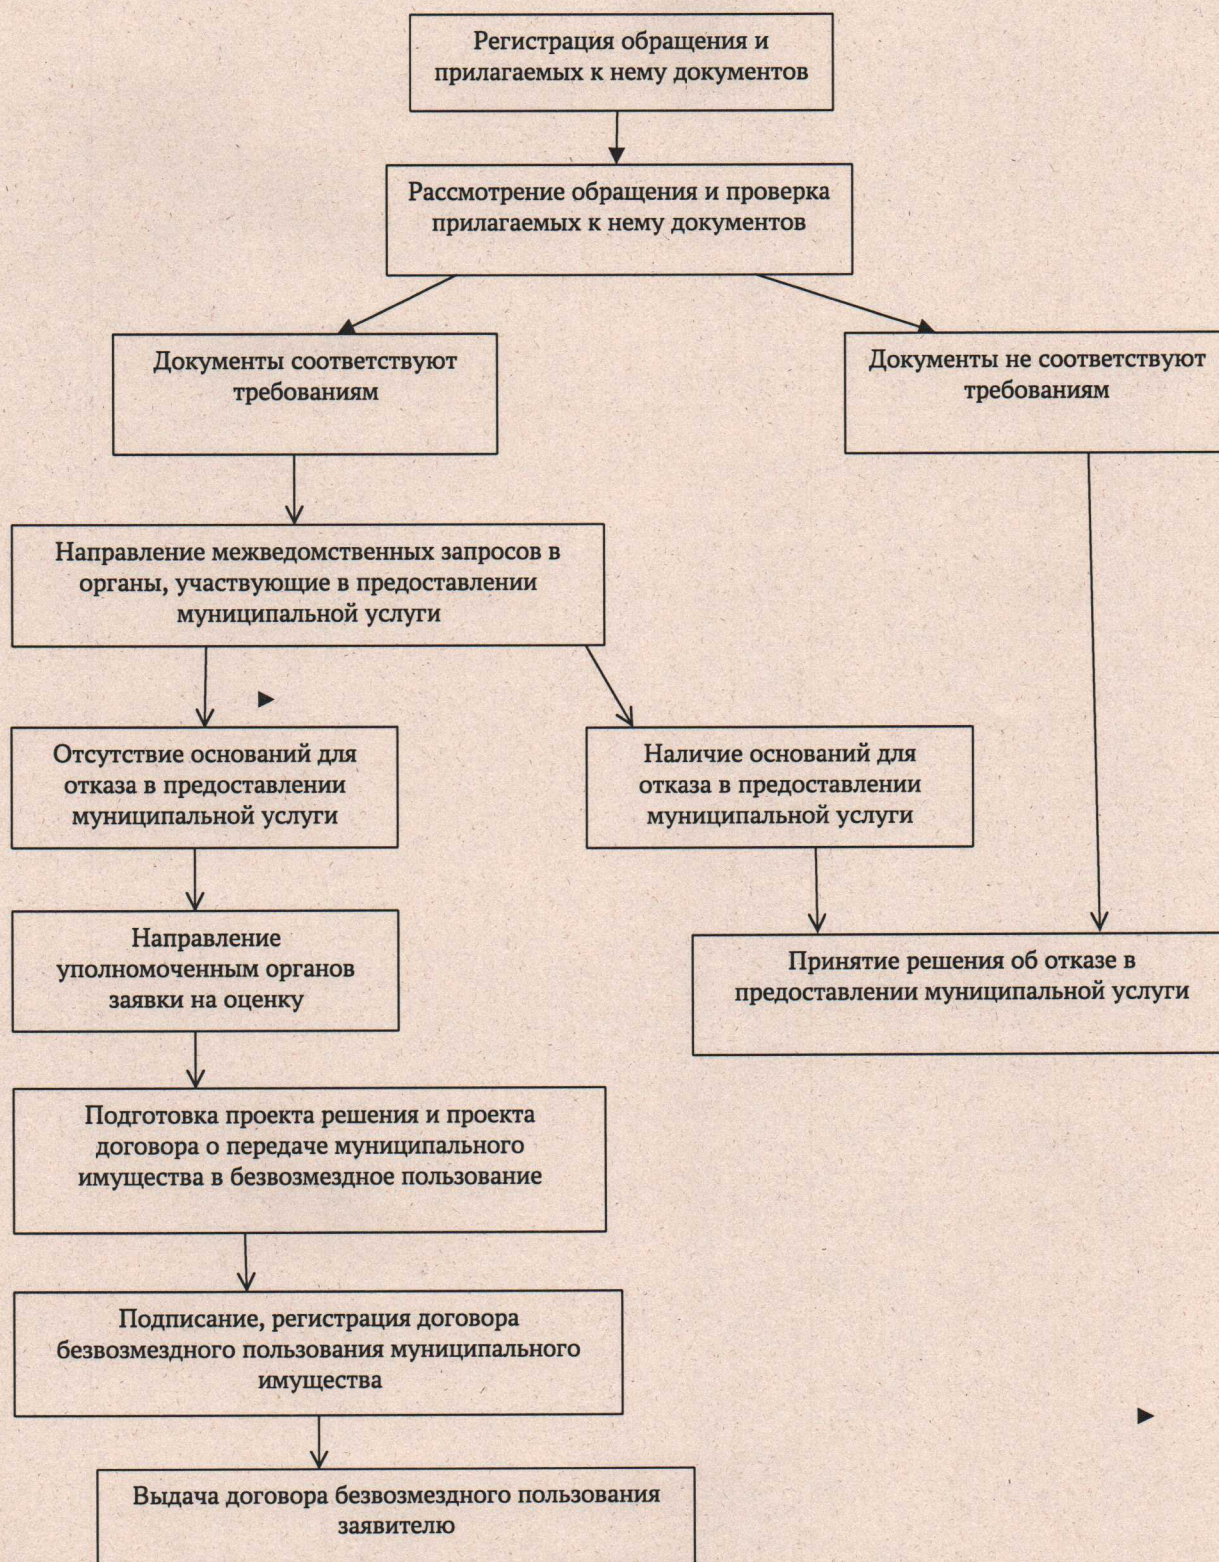 Регистрация обращения и
прилагаемых к нему документов
Рассмотрение обращения и проверка
прилагаемых к нему документов
Документы соответствуют
требованиям
Документы не соответствуют
требованиям
Направление межведомственных запросов в
органы, участвующие в предоставлении
муниципальной услуги
Отсутствие оснований для
отказа в предоставлении
муниципальной услуги
Наличие оснований для
отказа в предоставлении
муниципальной услуги
Направление
уполномоченным органов
заявки на оценку
Принятие решения об отказе в
предоставлении муниципальной услуги
Подготовка проекта решения и проекта
договора о передаче муниципального
имущества в безвозмездное пользование
Подписание, регистрация договора
безвозмездного пользования муниципального
имущества
Выдача договора безвозмездного пользования
заявителю